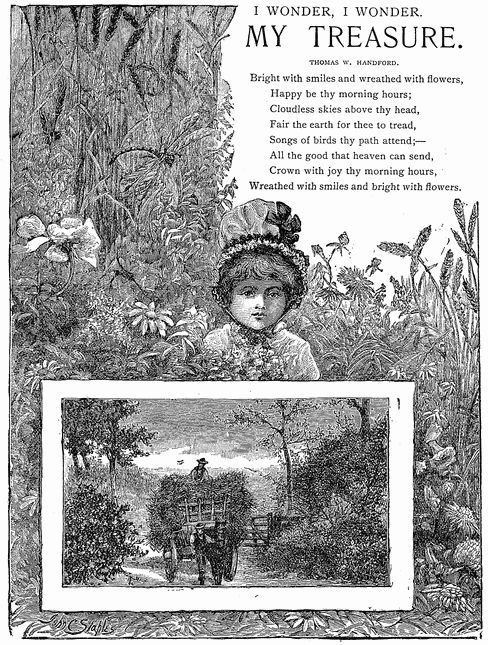 I WONDER, I WONDER.
MY TREASURE.
THOMAS W. HANDFORD.
Bright with smiles and wreathed with flowers,
Happy be thy morning hours;
Cloudless skies above thy head,
Fair the earth for thee to tread,
Songs of birds thy path attend;—
All the good that heaven can send,
Crown with joy thy morning hours,
Wreathed with smiles and bright with flowers.